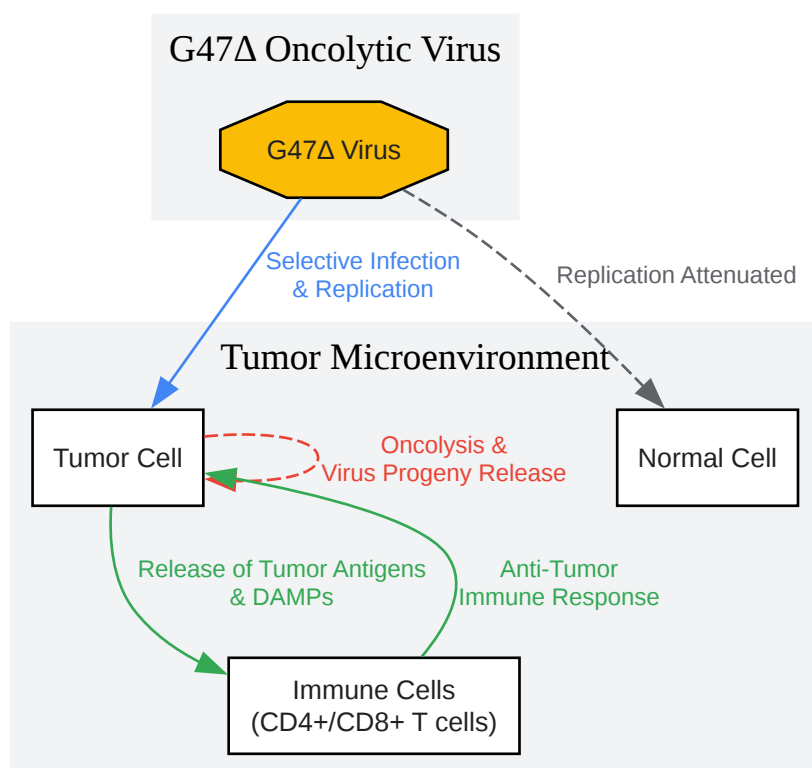 G47Δ Oncolytic Virus
G47Δ Virus
Selective Infection
& Replication
Replication Attenuated
Tumor Microenvironment
Tumor Cell
Oncolysis &
Virus Progeny Release
Normal Cell
Release of Tumor Antigens
& DAMPs
Anti-Tumor
Immune Response
Immune Cells
(CD4+/CD8+ T cells)